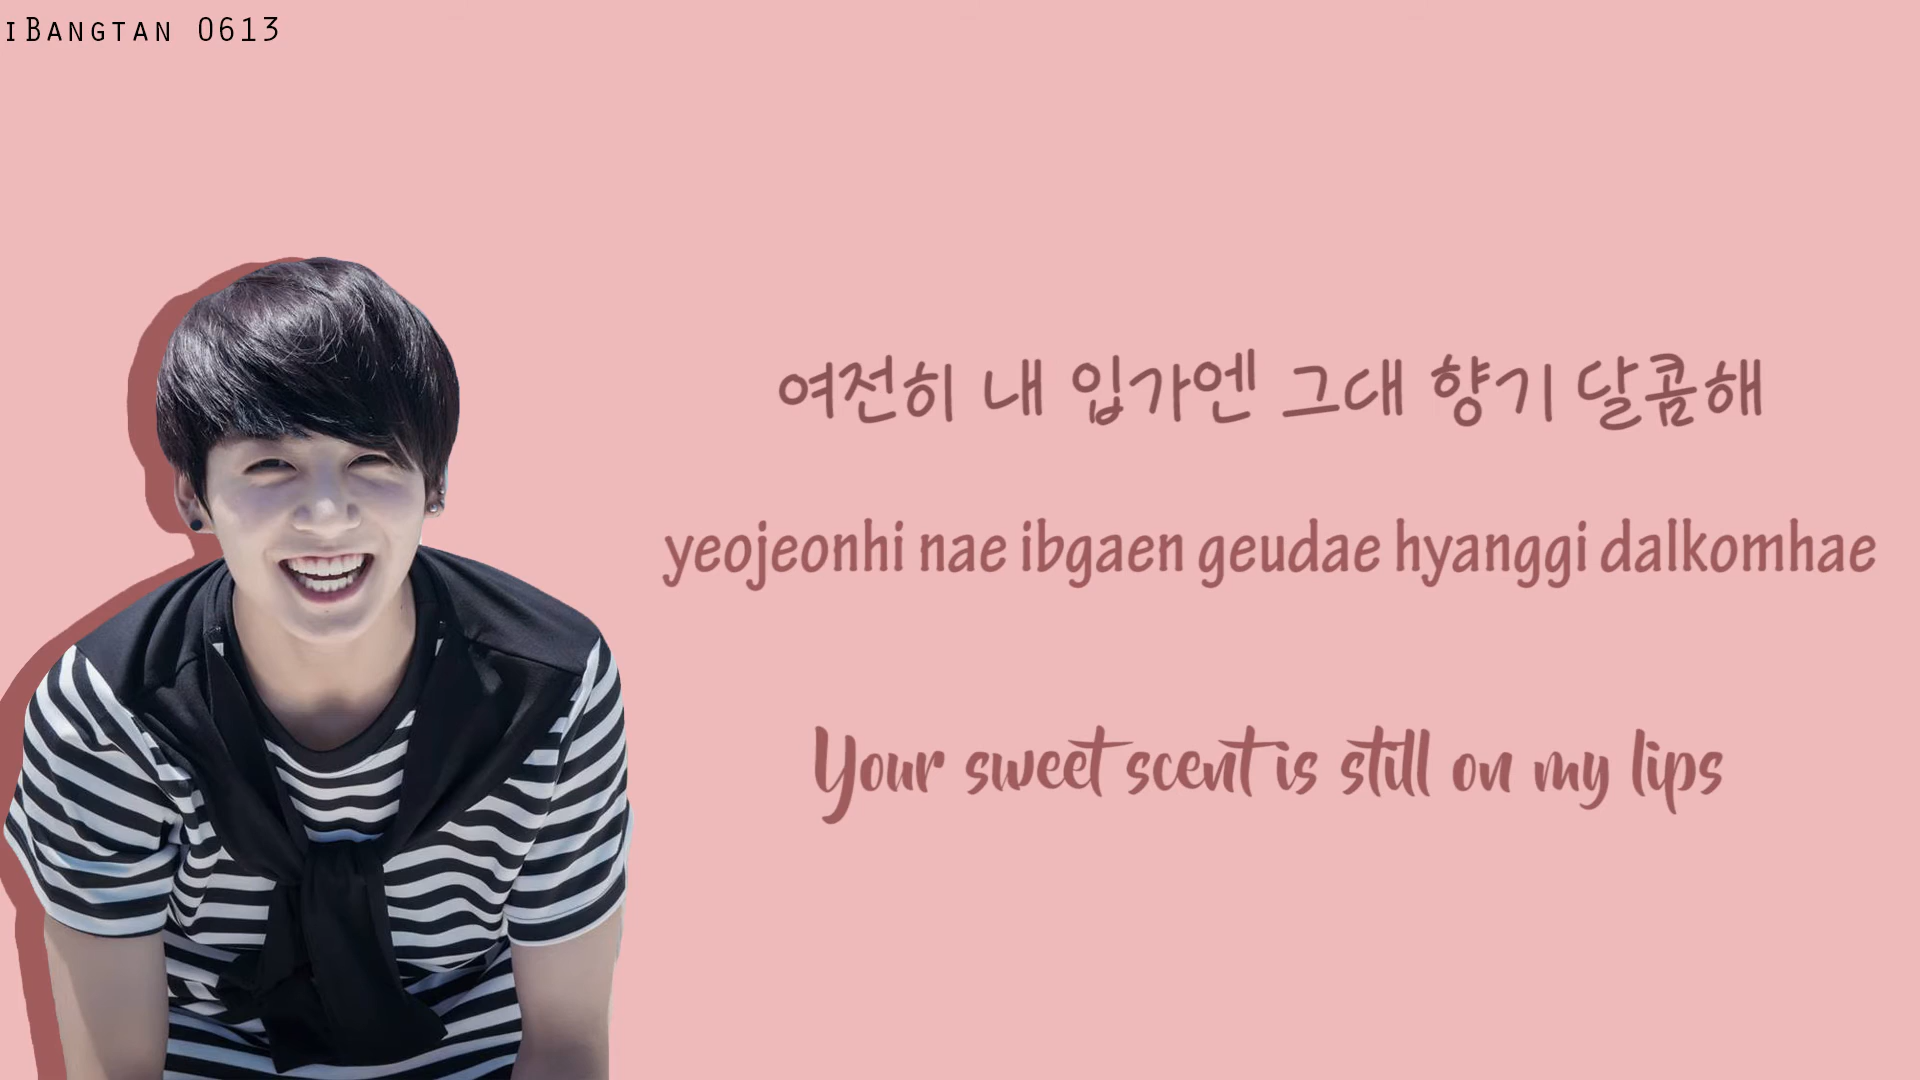 iBangtan 0613
여전히 내 입가엔 그대 향기 달콤해
yeojeonhi nae ibgaen geudae hyanggi dalkomhae
Your sweet scent is still on my lips